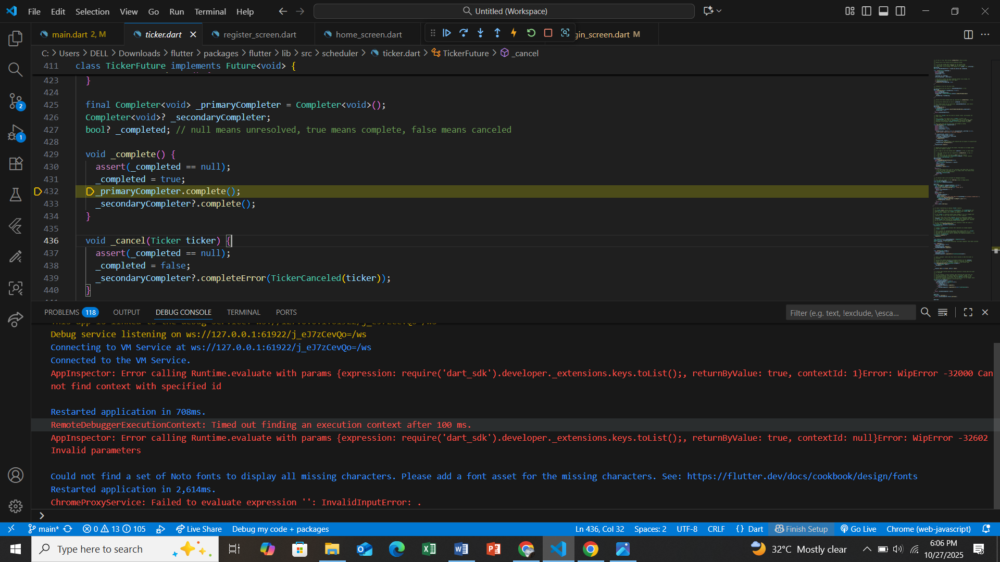 File Edit Selection View Go Run Terminal Help
Untitled (Workspace)
main.dart 2, M
ticker.dart
register_screen.dart
home_screen.dart
gin_screen.dart M
C: > Users > DELL > Downloads > flutter > packages > flutter > lib > src > scheduler > ticker.dart > TickerFuture > _cancel
411 class TickerFuture implements Future<void> {
423 }
424
425 final Completer<void> _primaryCompleter = Completer<void>();
426 Completer<void>? _secondaryCompleter;
427 bool? _completed; // null means unresolved, true means complete, false means canceled
428
429 void _complete() {
430 assert(_completed == null);
431 _completed = true;
432 _primaryCompleter.complete();
433 _secondaryCompleter?.complete();
434 }
435
436 void _cancel(Ticker ticker) {
437 assert(_completed == null);
438 _completed = false;
439 _secondaryCompleter?.completeError(TickerCanceled(ticker));
440 }
2
1
PROBLEMS 118 OUTPUT DEBUG CONSOLE TERMINAL PORTS
Filter (e.g. text, !exclude, \esca...
Debug service listening on ws://127.0.0.1:61922/j_eJ7zCevQo=/ws
Connecting to VM Service at ws://127.0.0.1:61922/j_eJ7zCevQo=/ws
Connected to the VM Service.
AppInspector: Error calling Runtime.evaluate with params {expression: require('dart_sdk').developer._extensions.keys.toList();, returnByValue: true, contextId: 1}Error: WipError -32000 Can
not find context with specified id
Restarted application in 708ms.
RemoteDebuggerExecutionContext: Timed out finding an execution context after 100 ms.
AppInspector: Error calling Runtime.evaluate with params {expression: require('dart_sdk').developer._extensions.keys.toList();, returnByValue: true, contextId: null}Error: WipError -32602
Invalid parameters
Could not find a set of Noto fonts to display all missing characters. Please add a font asset for the missing characters. See: https://flutter.dev/docs/cookbook/design/fonts
Restarted application in 2,614ms.
ChromeProxyService: Failed to evaluate expression '': InvalidInputError: .
main* 0 13 105 Live Share Debug my code + packages Ln 436, Col 32 Spaces: 2 UTF-8 CRLF {} Dart Finish Setup Go Live Chrome (web-javascript)
Type here to search
32°C Mostly clear
6:06 PM
10/27/2025